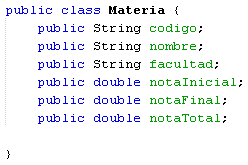 public class Materia {
public String codigo;
public String nombre;
public String facultad;
public double notaInicial;
public double notaFinal;
public double notaTotal;
}